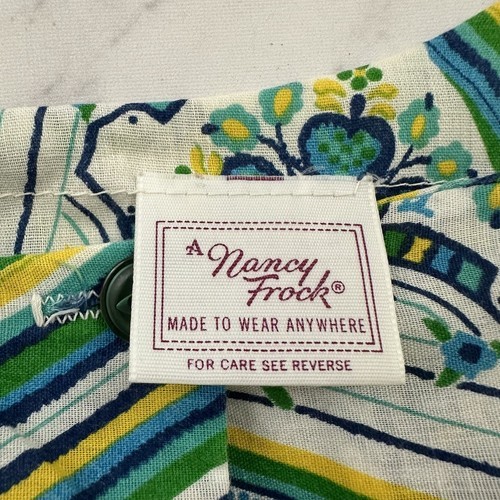 A Nancy
Frock®
MADE TO WEAR ANYWHERE
FOR CARE SEE REVERSE